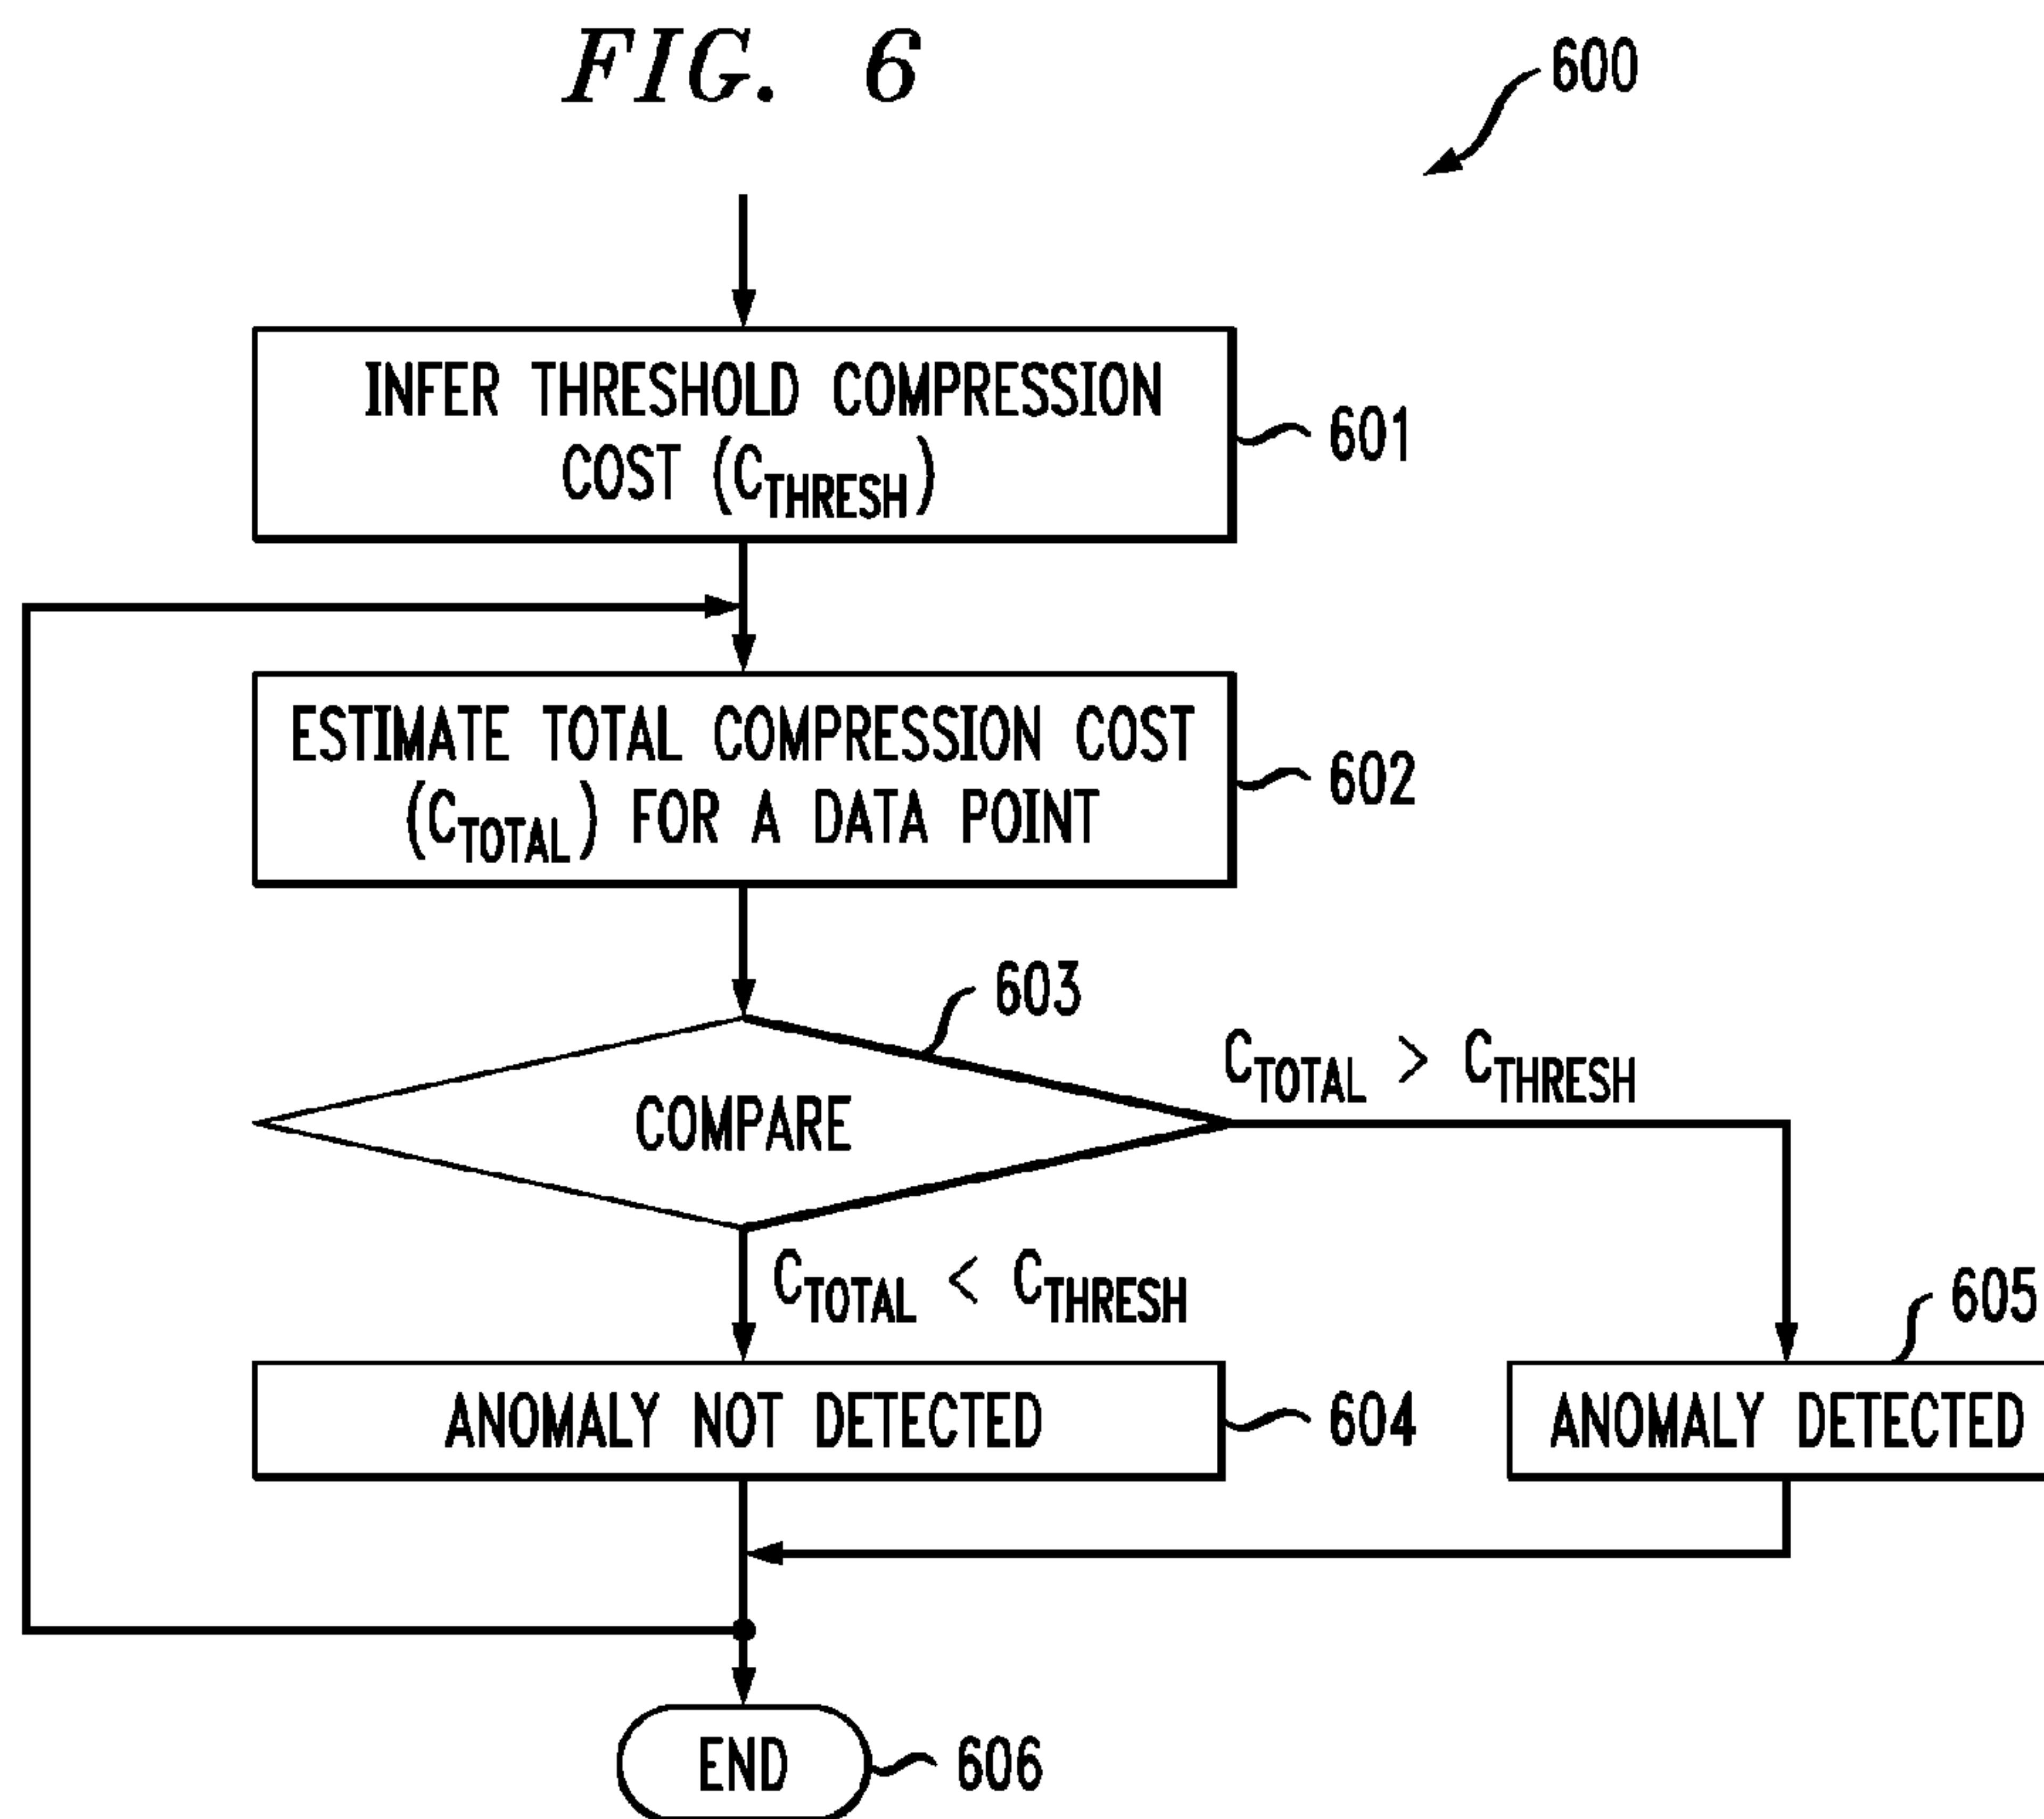 FIG. 6
600
INFER THRESHOLD COMPRESSION
COST (CTHRESH)
601
ESTIMATE TOTAL COMPRESSION COST
(CTOTAL) FOR A DATA POINT
602
603
COMPARE
CTOTAL > CTHRESH
CTOTAL < CTHRESH
605
ANOMALY NOT DETECTED
604
ANOMALY DETECTED
END
606